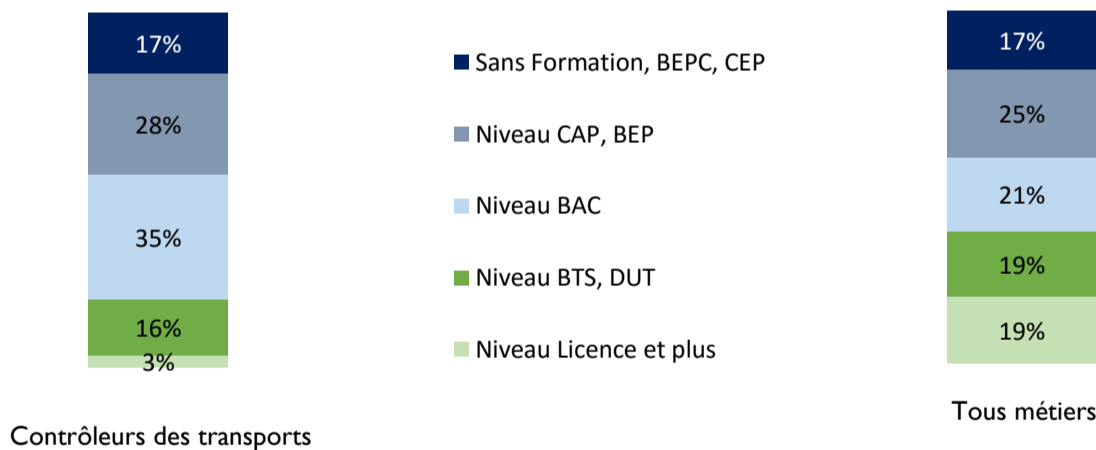 17%
28%
35%
16%
3%
Contrôleurs des transports
Sans Formation, BEPC, CEP
Niveau CAP, BEP
Niveau BAC
Niveau BTS, DUT
Niveau Licence et plus
17%
25%
21%
19%
19%
Tous métiers